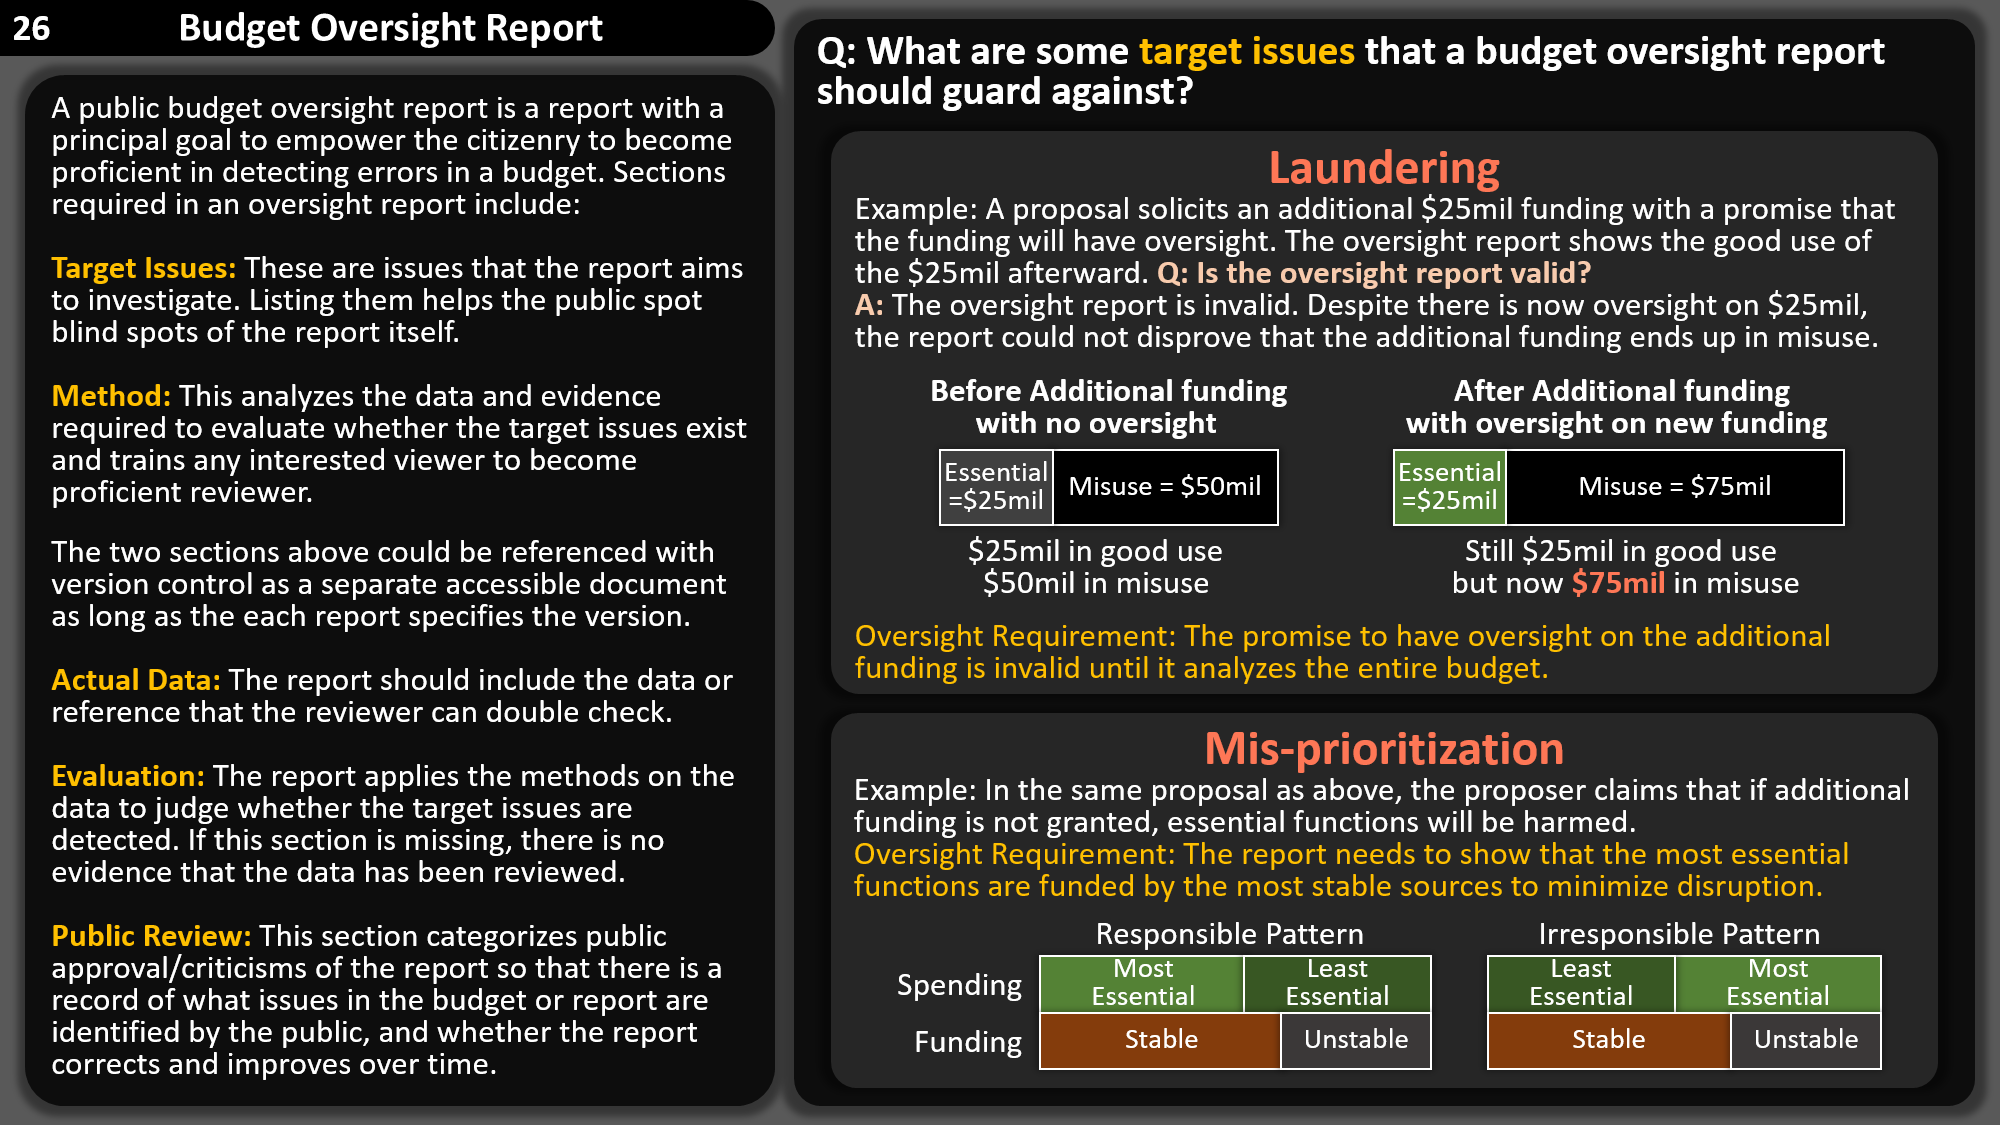 26
Budget Oversight Report
A public budget oversight report is a report with a
principal goal to empower the citizenry to become
proficient in detecting errors in a budget. Sections
required in an oversight report include:
Target Issues: These are issues that the report aims
to investigate. Listing them helps the public spot
blind spots of the report itself.
Method: This analyzes the data and evidence
required to evaluate whether the target issues exist
and trains any interested viewer to become
proficient reviewer.
The two sections above could be referenced with
version control as a separate accessible document
as long as the each report specifies the version.
Actual Data: The report should include the data or
reference that the reviewer can double check.
Evaluation: The report applies the methods on the
data to judge whether the target issues are
detected. If this section is missing, there is no
evidence that the data has been reviewed.
Public Review: This section categorizes public
approval/criticisms of the report so that there is a
record of what issues in the budget or report are
identified by the public, and whether the report
corrects and improves over time.
Q: What are some target issues that a budget oversight report
should guard against?
Laundering
Example: A proposal solicits an additional $25mil funding with a promise that
the funding will have oversight. The oversight report shows the good use of
the $25mil afterward. Q: Is the oversight report valid?
A: The oversight report is invalid. Despite there is now oversight on $25mil,
the report could not disprove that the additional funding ends up in misuse.
Before Additional funding
with no oversight
Essential
=$25mil
Misuse = $50mil
$25mil in good use
$50mil in misuse
After Additional funding
with oversight on new funding
Essential
=$25mil
Misuse = $75mil
Still $25mil in good use
but now $75mil in misuse
Oversight Requirement: The promise to have oversight on the additional
funding is invalid until it analyzes the entire budget.
Mis-prioritization
Example: In the same proposal as above, the proposer claims that if additional
funding is not granted, essential functions will be harmed.
Oversight Requirement: The report needs to show that the most essential
functions are funded by the most stable sources to minimize disruption.
Responsible Pattern
Irresponsible Pattern
Spending
Most
Essential
Least
Essential
Least
Essential
Most
Essential
Funding
Stable
Unstable
Stable
Unstable